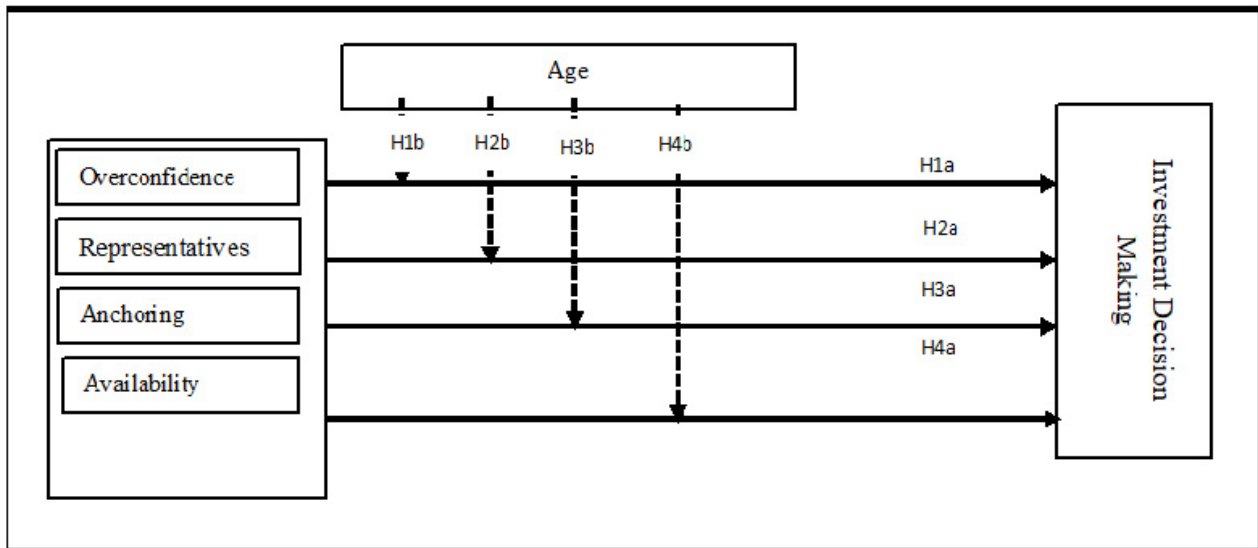 Age
H1b
H2b
H3b
H4b
Overconfidence
H1a
Representatives
H2a
Anchoring
H3a
Availability
H4a
Investment Decision
Making